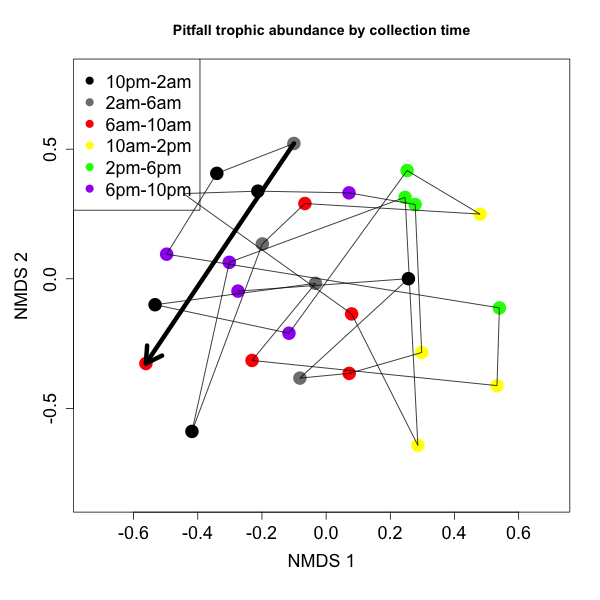 Pitfall trophic abundance by collection time
10pm-2am
2am-6am
6am-10am
10am-2pm
2pm-6pm
6pm-10pm
0.5
0.0
-0.5
NMDS 2
-0.6
-0.4
-0.2
0.0
0.2
0.4
0.6
NMDS 1